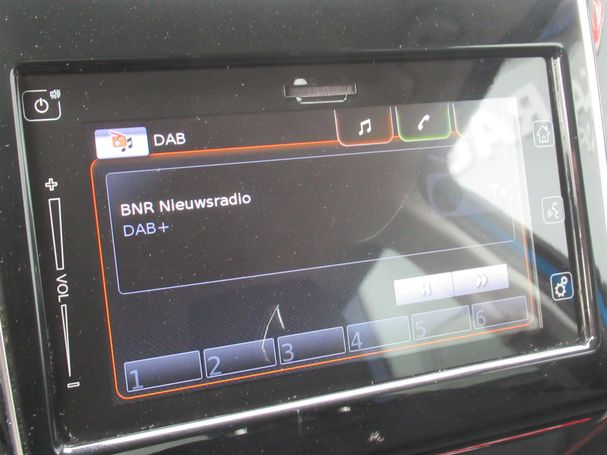 DAB
BNR Nieuwsradio
DAB+
+
VOL
-
1 2 3 4 5 6